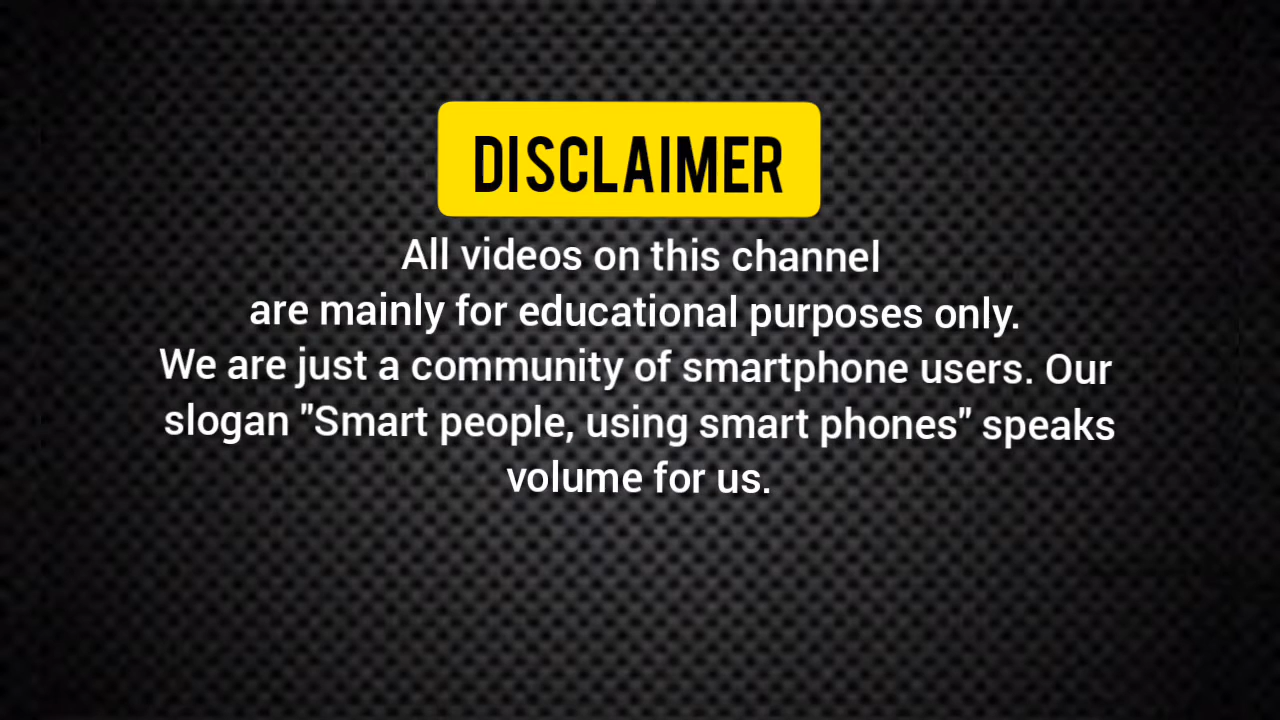 DISCLAIMER
All videos on this channel
are mainly for educational purposes only.
We are just a community of smartphone users. Our
slogan "Smart people, using smart phones" speaks
volume for us.